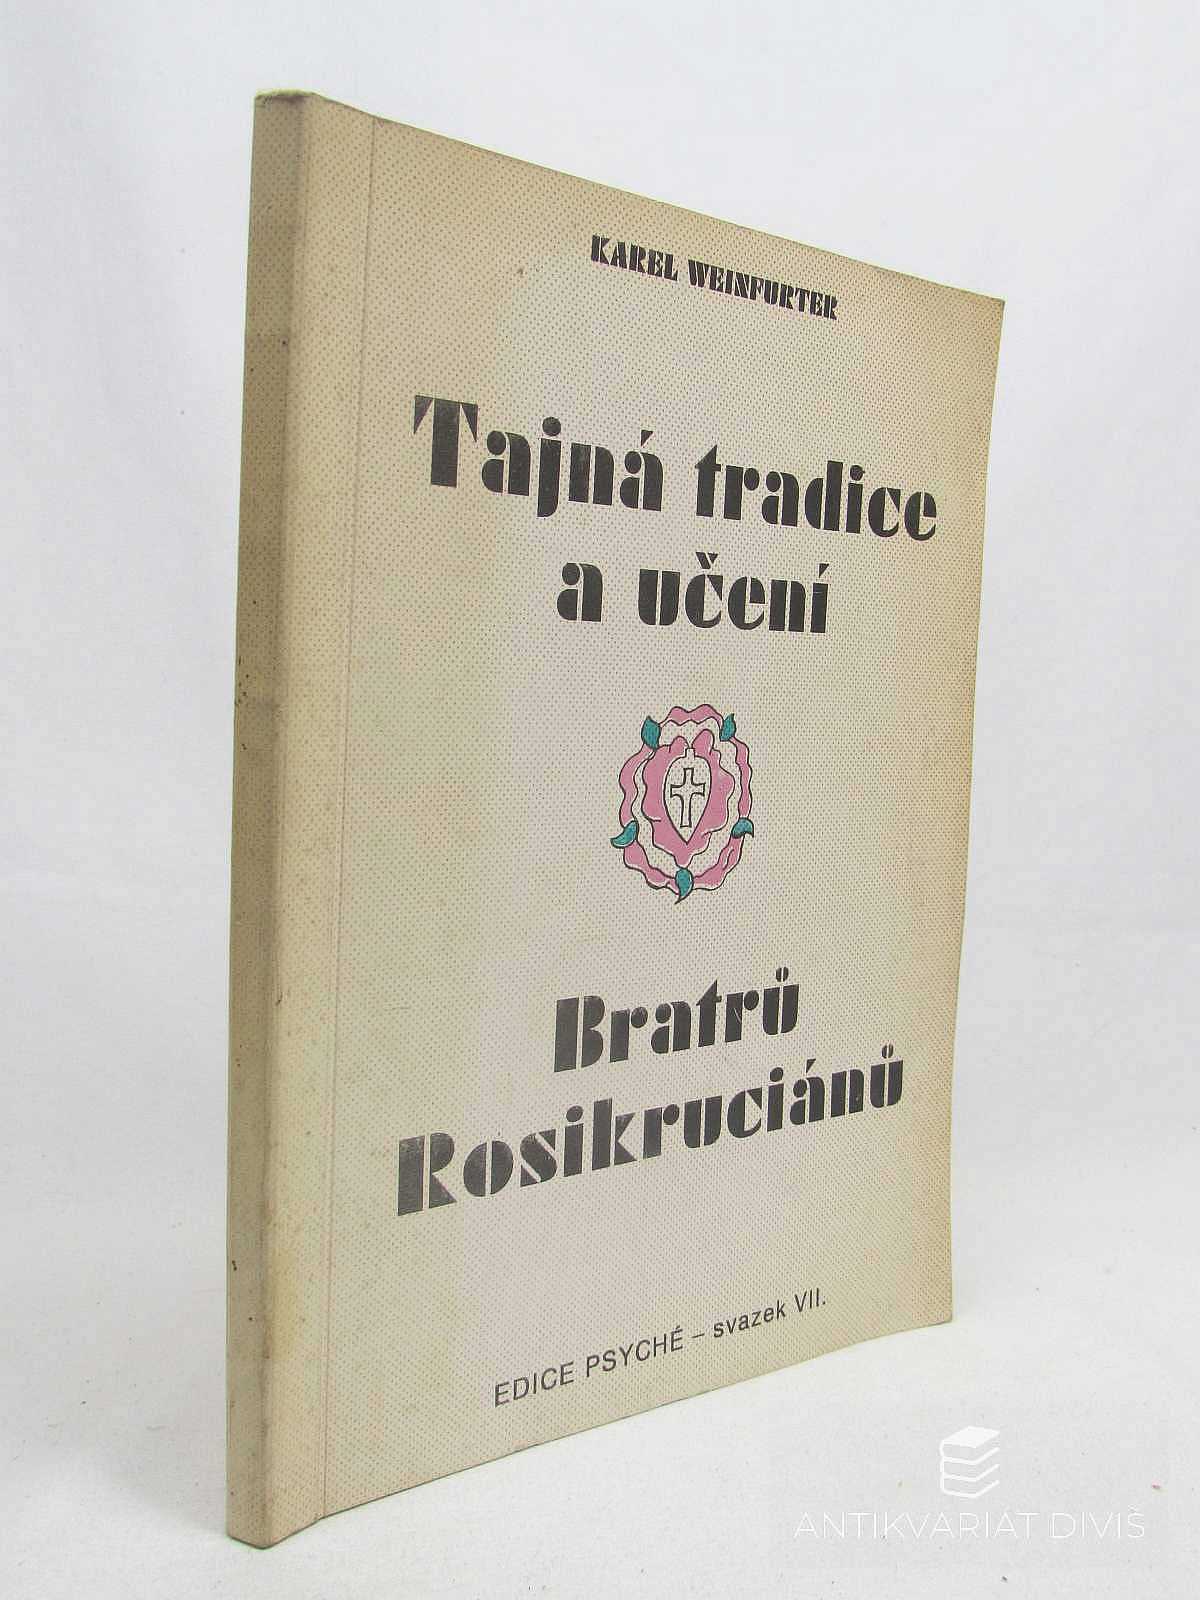 KAREL WEINFURTER
Tajná tradice
a učení
Bratrů
Rosikruciánů
EDICE PSYCHÉ – svazek VII.
ANTIKVARIÁT DIVIŠ